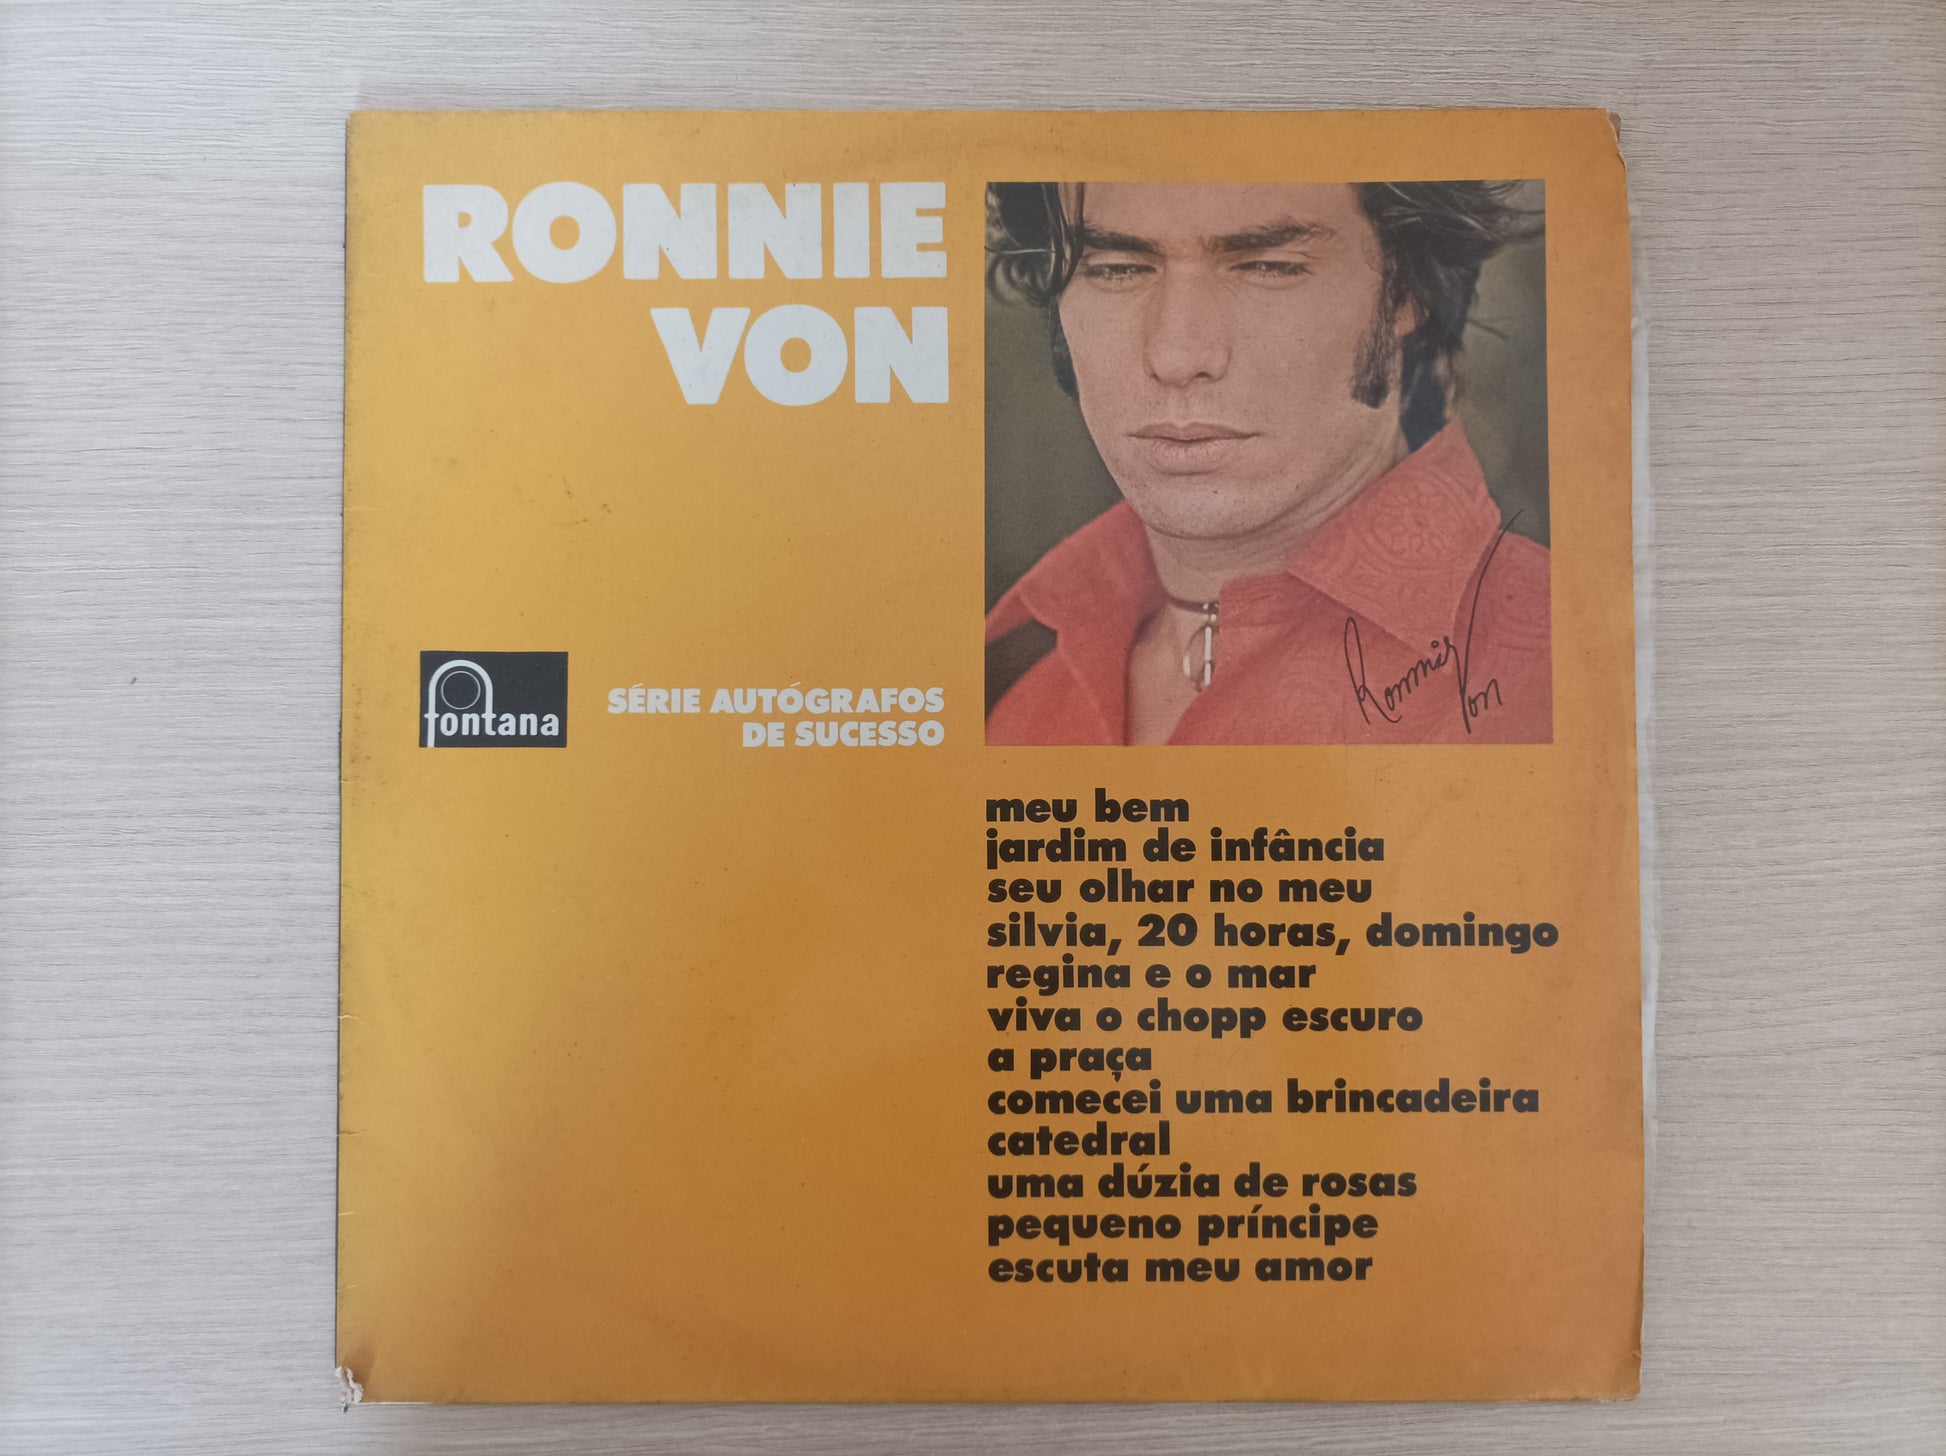 RONNIE
VON
fontana
SÉRIE AUTÓGRAFOS
DE SUCESSO
Ronnie Von
meu bem
jardim de infância
seu olhar no meu
silvia, 20 horas, domingo
regina e o mar
viva o chopp escuro
a praça
comecei uma brincadeira
catedral
uma dúzia de rosas
pequeno príncipe
escuta meu amor